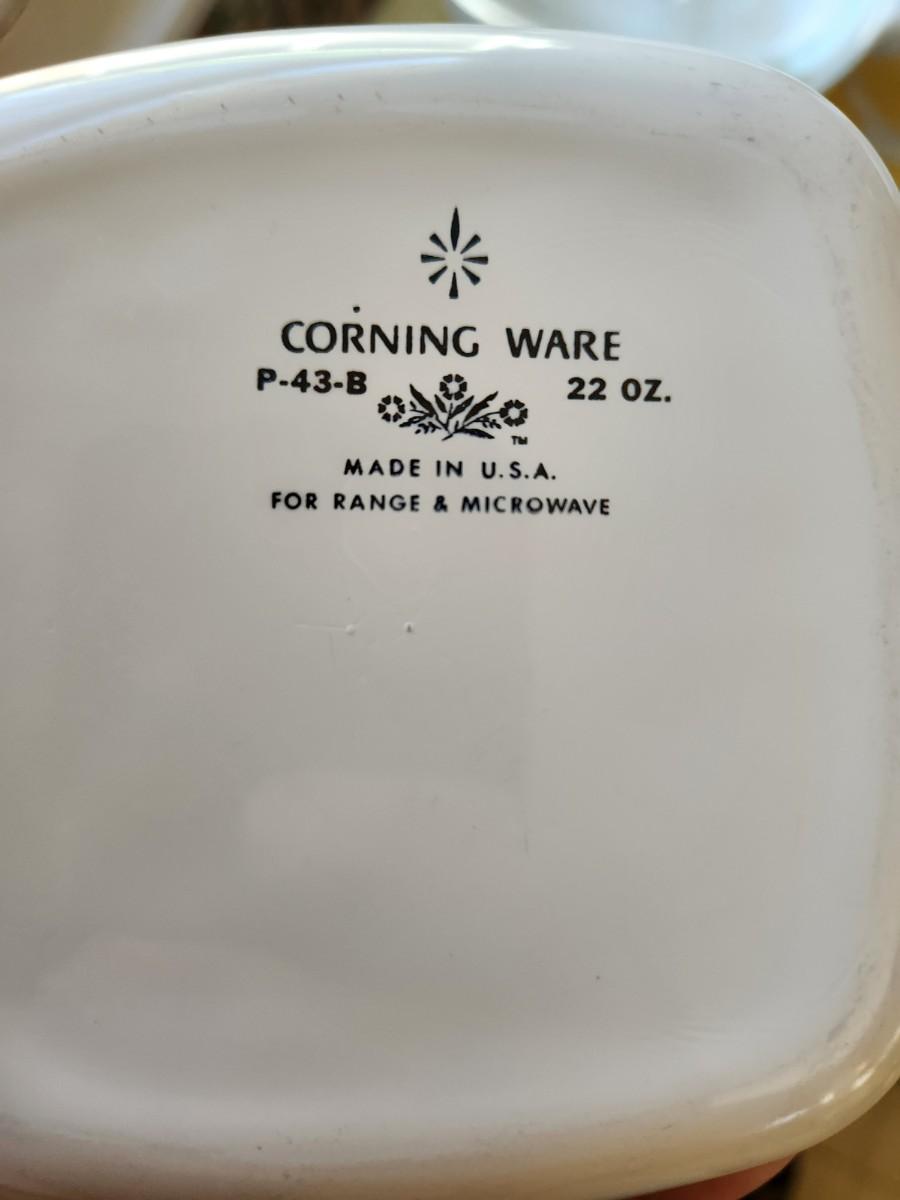 CORNING WARE
P-43-B 22 OZ.
TM
MADE IN U.S.A.
FOR RANGE & MICROWAVE